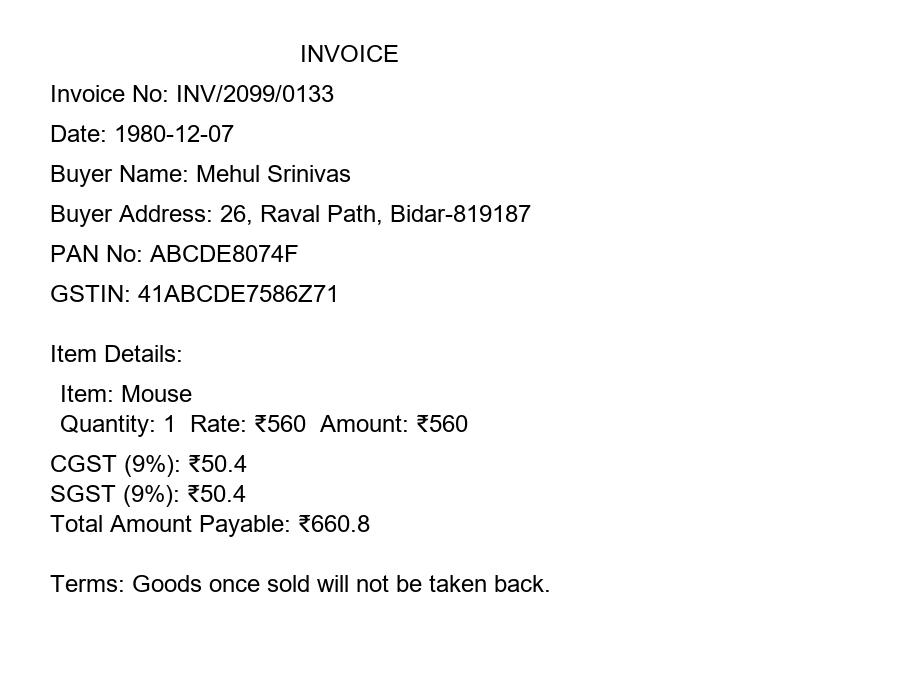 INVOICE
Invoice No: INV/2099/0133
Date: 1980-12-07
Buyer Name: Mehul Srinivas
Buyer Address: 26, Raval Path, Bidar-819187
PAN No: ABCDE8074F
GSTIN: 41ABCDE7586Z71
Item Details:
Item: Mouse
Quantity: 1  Rate: ₹560  Amount: ₹560
CGST (9%): ₹50.4
SGST (9%): ₹50.4
Total Amount Payable: ₹660.8
Terms: Goods once sold will not be taken back.